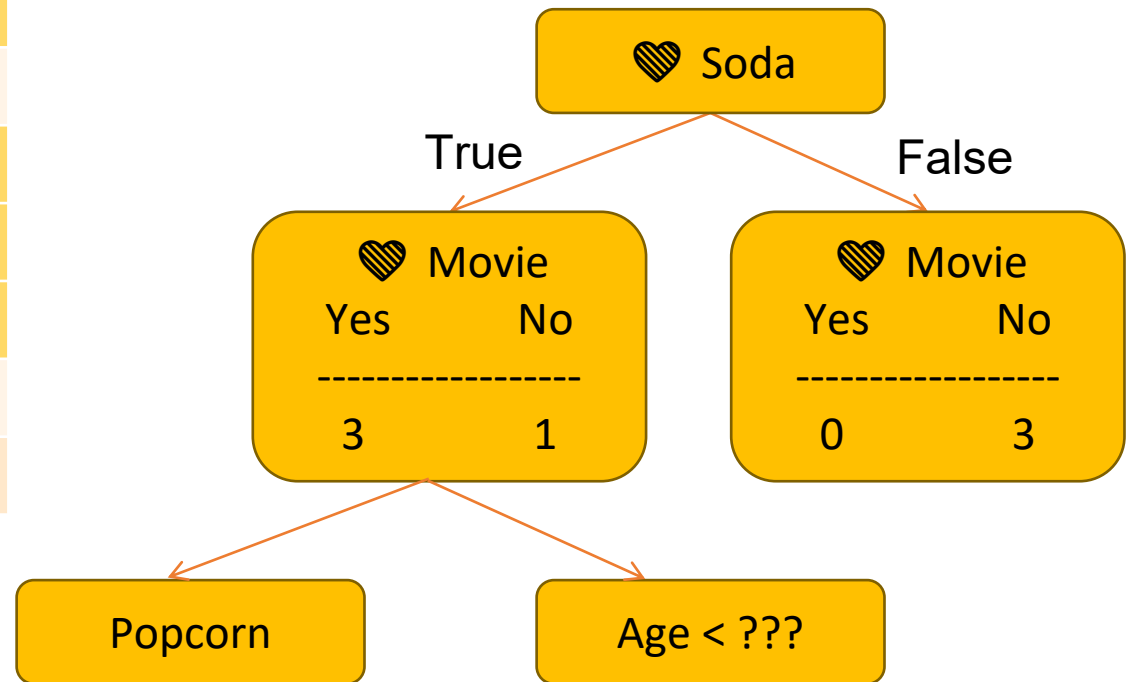 🖤 Soda
True
False
🖤 Movie
Yes No
------------------
3 1
🖤 Movie
Yes No
------------------
0 3
Popcorn
Age < ???